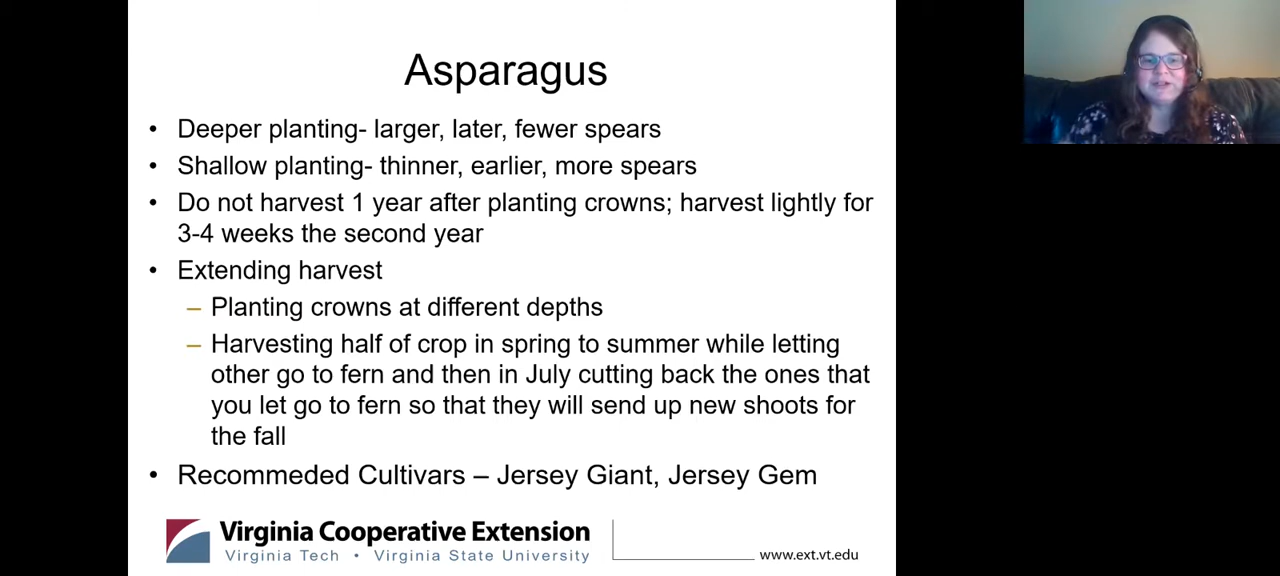 Asparagus
• Deeper planting- larger, later, fewer spears
• Shallow planting- thinner, earlier, more spears
• Do not harvest 1 year after planting crowns; harvest lightly for
3-4 weeks the second year
• Extending harvest
– Planting crowns at different depths
– Harvesting half of crop in spring to summer while letting
other go to fern and then in July cutting back the ones that
you let go to fern so that they will send up new shoots for
the fall
• Recommeded Cultivars – Jersey Giant, Jersey Gem
Virginia Cooperative Extension
Virginia Tech • Virginia State University
www.ext.vt.edu